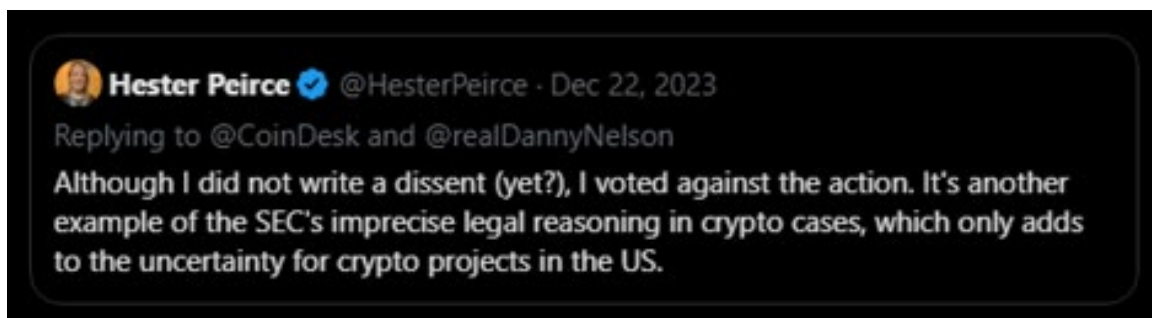 Hester Peirce @HesterPeirce · Dec 22, 2023
Replying to @CoinDesk and @realDannyNelson
Although I did not write a dissent (yet?), I voted against the action. It's another
example of the SEC's imprecise legal reasoning in crypto cases, which only adds
to the uncertainty for crypto projects in the US.